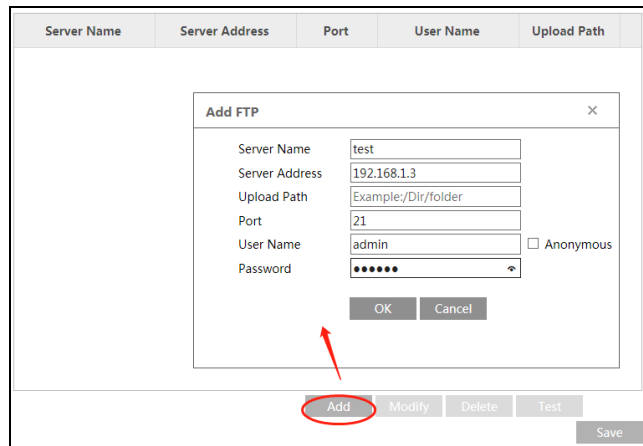 Server Name Server Address Port User Name Upload Path
Add FTP ×
Server Name test
Server Address 192.168.1.3
Upload Path Example:/Dir/folder
Port 21
User Name admin Anonymous
Password ●●●●●●
OK Cancel
Add Modify Delete Test
Save